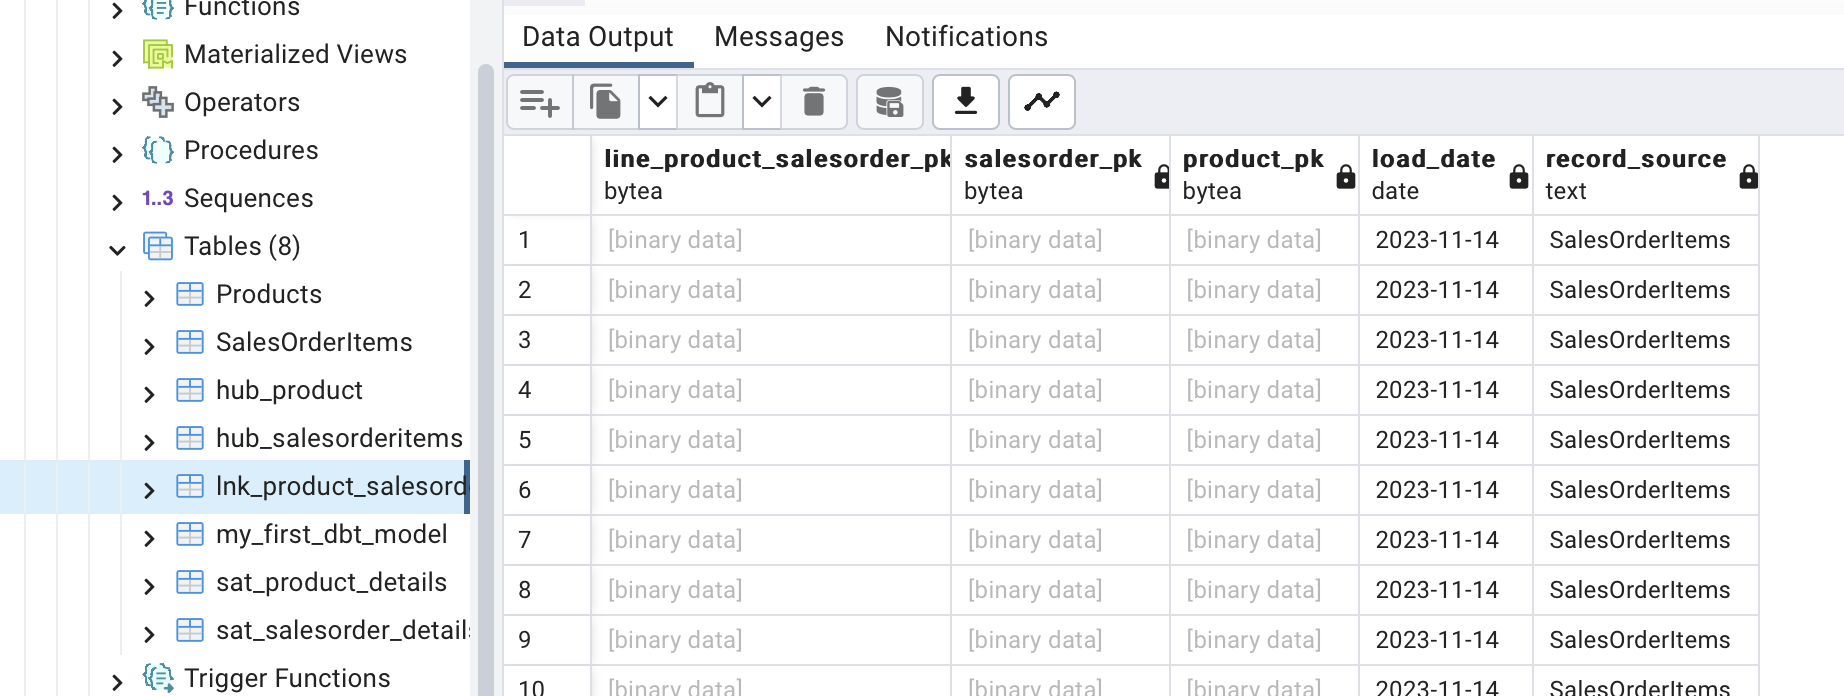 Functions
Materialized Views
Operators
Procedures
1..3 Sequences
Tables (8)
Products
SalesOrderItems
hub_product
hub_salesorderitems
lnk_product_salesord
my_first_dbt_model
sat_product_details
sat_salesorder_detail
Trigger Functions
Data Output Messages Notifications
line_product_salesorder_pk salesorder_pk product_pk load_date record_source
bytea bytea bytea date text
1 [binary data] [binary data] [binary data] 2023-11-14 SalesOrderItems
2 [binary data] [binary data] [binary data] 2023-11-14 SalesOrderItems
3 [binary data] [binary data] [binary data] 2023-11-14 SalesOrderItems
4 [binary data] [binary data] [binary data] 2023-11-14 SalesOrderItems
5 [binary data] [binary data] [binary data] 2023-11-14 SalesOrderItems
6 [binary data] [binary data] [binary data] 2023-11-14 SalesOrderItems
7 [binary data] [binary data] [binary data] 2023-11-14 SalesOrderItems
8 [binary data] [binary data] [binary data] 2023-11-14 SalesOrderItems
9 [binary data] [binary data] [binary data] 2023-11-14 SalesOrderItems
10 [binary data] [binary data] [binary data] 2023-11-14 SalesOrderItems